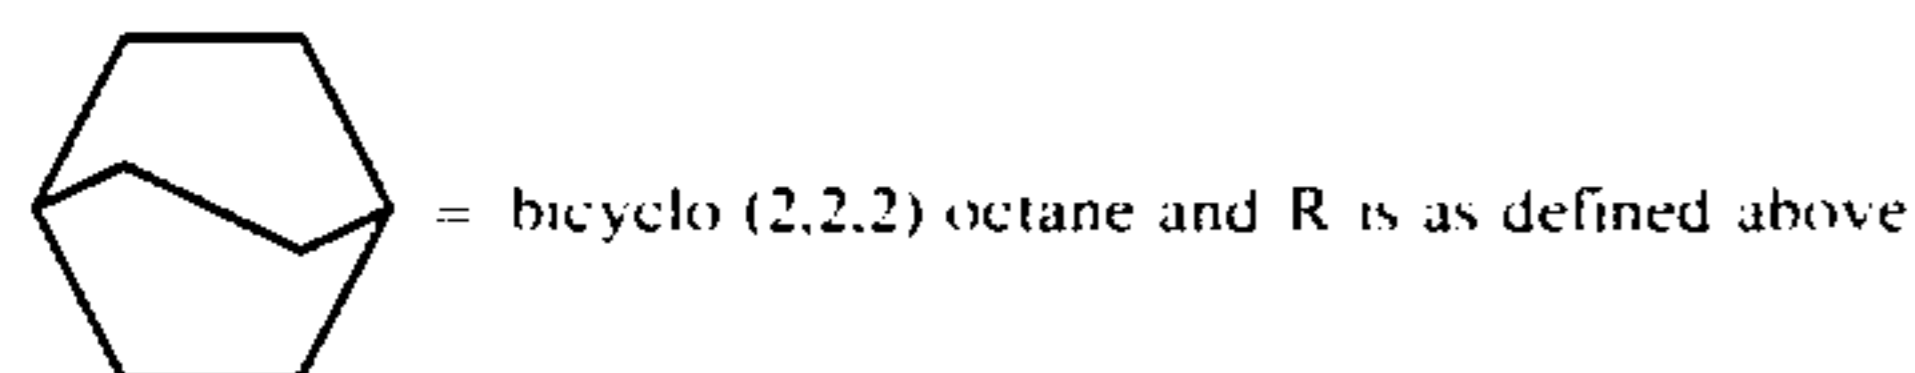 = bicyclo (2,2,2) octane and R is as defined above